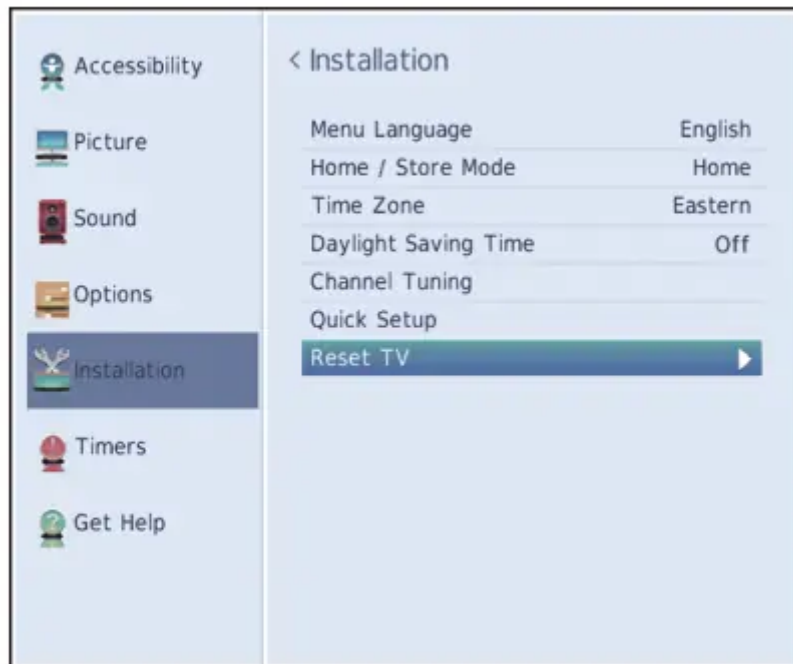 Accessibility
Picture
Sound
Options
Installation
Timers
Get Help
< Installation
Menu Language English
Home / Store Mode Home
Time Zone Eastern
Daylight Saving Time Off
Channel Tuning
Quick Setup
Reset TV